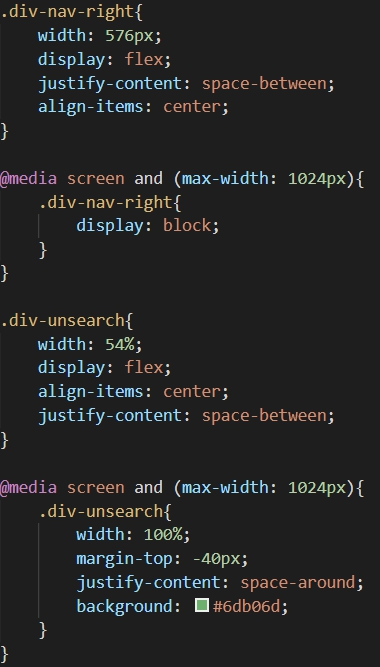 .div-nav-right{
    width: 576px;
    display: flex;
    justify-content: space-between;
    align-items: center;
}

@media screen and (max-width: 1024px){
    .div-nav-right{
        display: block;
    }
}

.div-unsearch{
    width: 54%;
    display: flex;
    align-items: center;
    justify-content: space-between;
}

@media screen and (max-width: 1024px){
    .div-unsearch{
        width: 100%;
        margin-top: -40px;
        justify-content: space-around;
        background: #6db06d;
    }
}